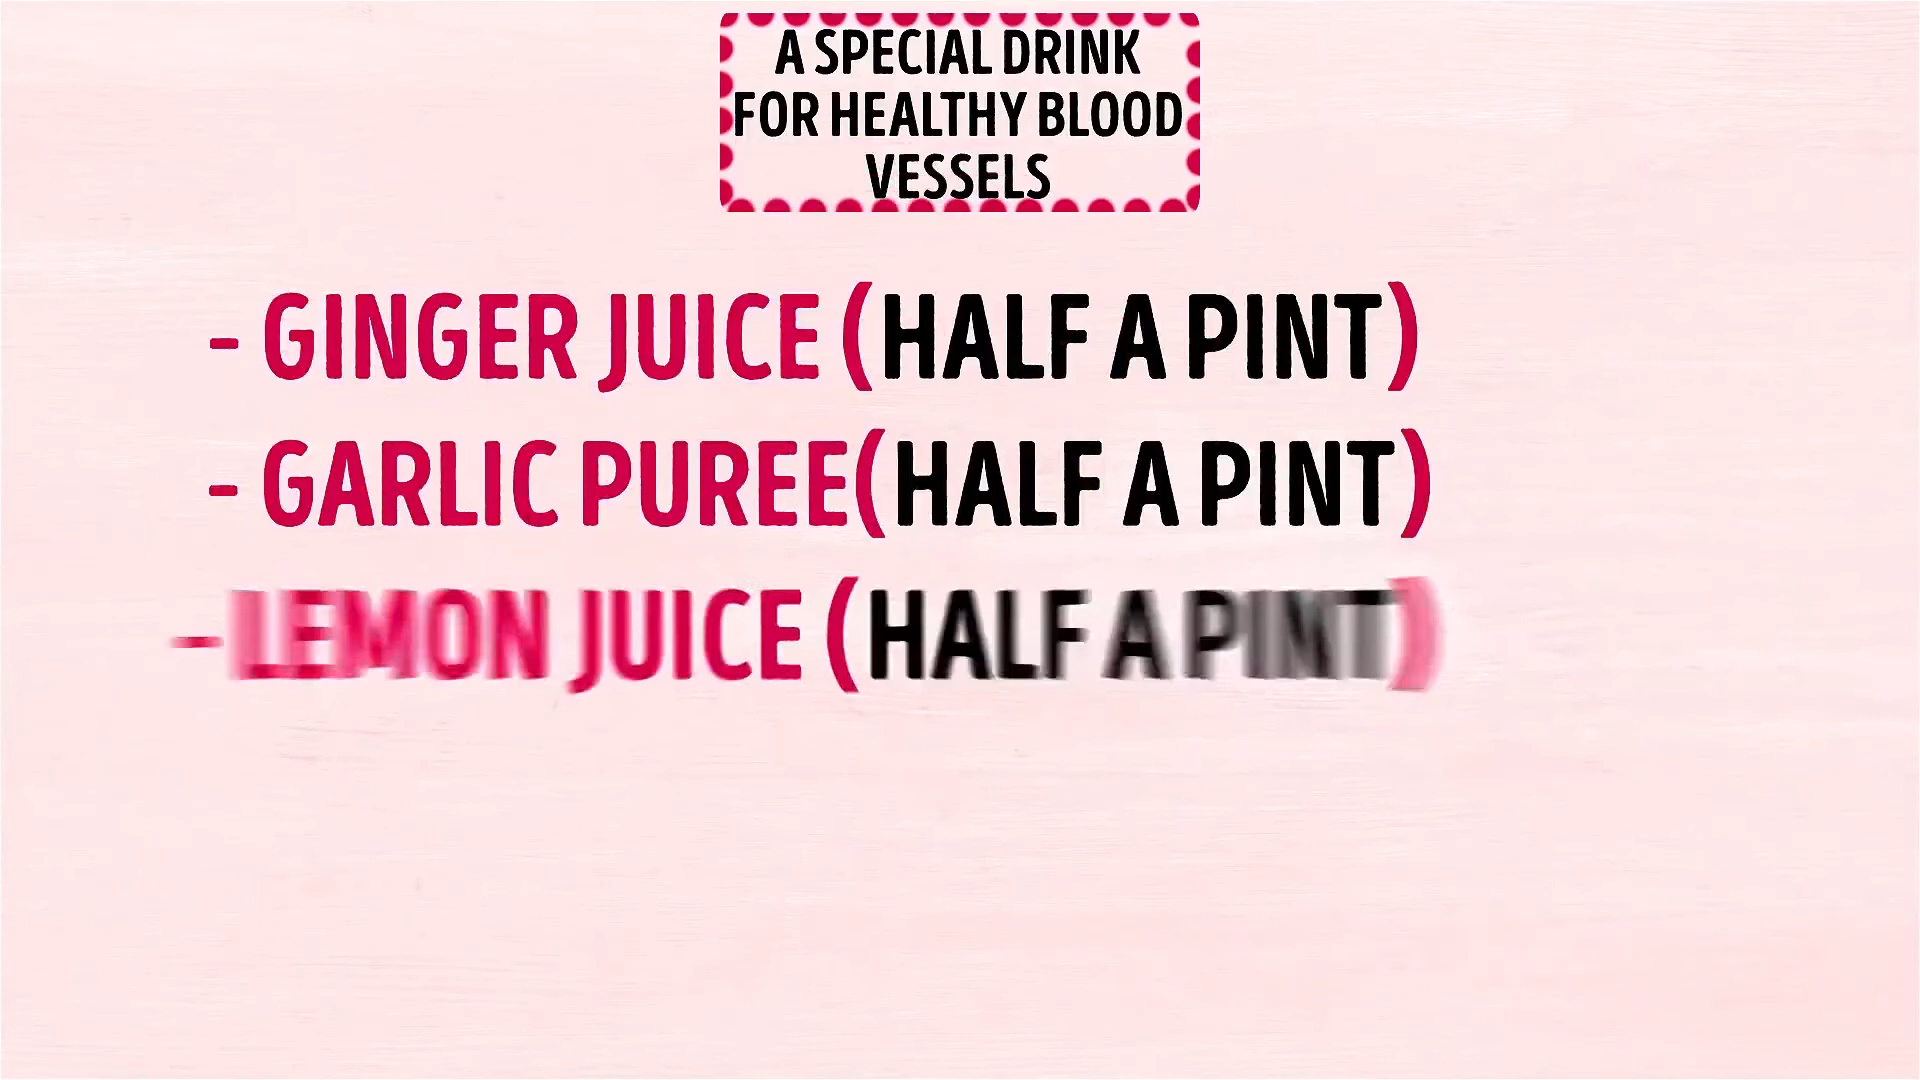 A SPECIAL DRINK
FOR HEALTHY BLOOD
VESSELS
- GINGER JUICE (HALF A PINT)
- GARLIC PUREE(HALF A PINT)
- LEMON JUICE (HALF A PINT)